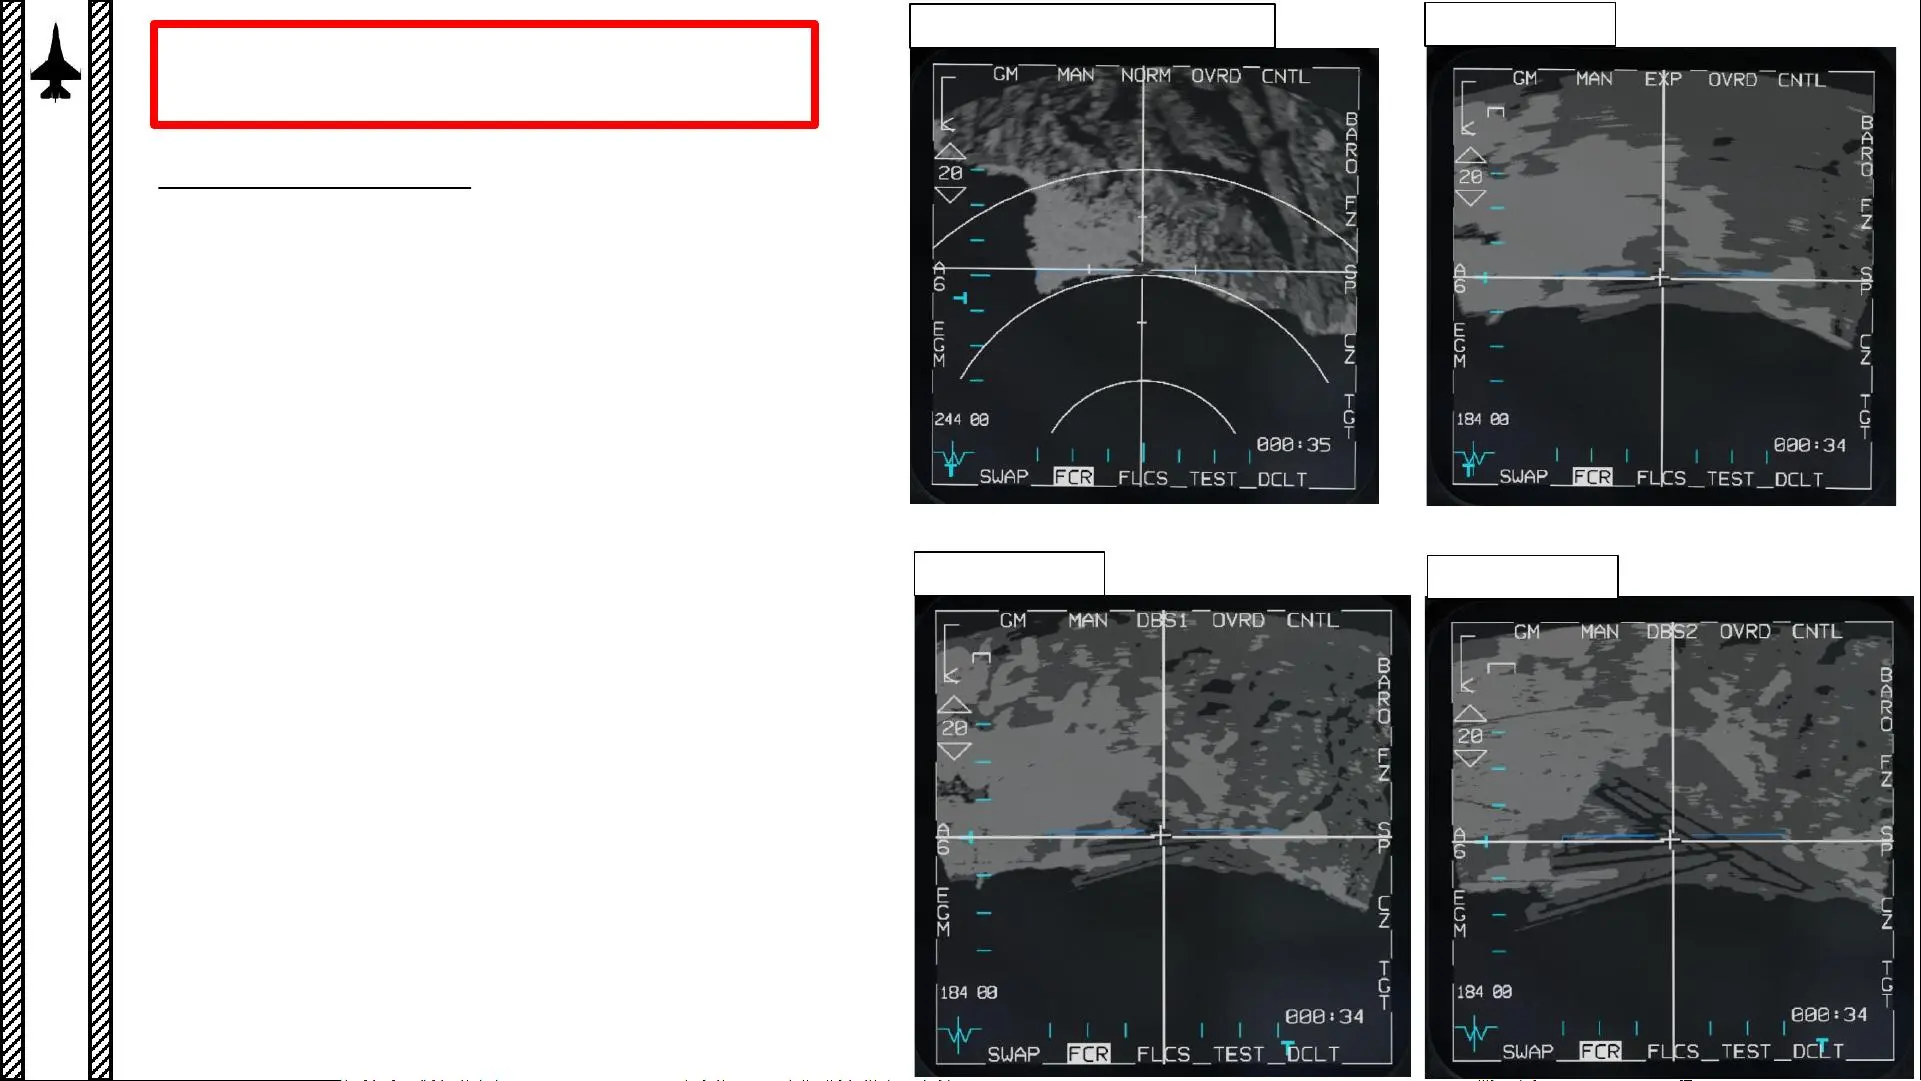 GM MAN NORM OVRD CNTL
BARO
20
FZ
A6
SP
EGM
CZ
TGT
244 00
000:35
SWAP FCR FLCS TEST DCLT
GM MAN EXP OVRD CNTL
BARO
20
FZ
A6
SP
EGM
CZ
TGT
184 00
000:34
SWAP FCR FLCS TEST DCLT
GM MAN DBS1 OVRD CNTL
BARO
20
FZ
A6
SP
EGM
CZ
TGT
184 00
000:34
SWAP FCR FLCS TEST DCLT
GM MAN DBS2 OVRD CNTL
BARO
20
FZ
A6
SP
EGM
CZ
TGT
184 00
000:34
SWAP FCR FLCS TEST DCLT